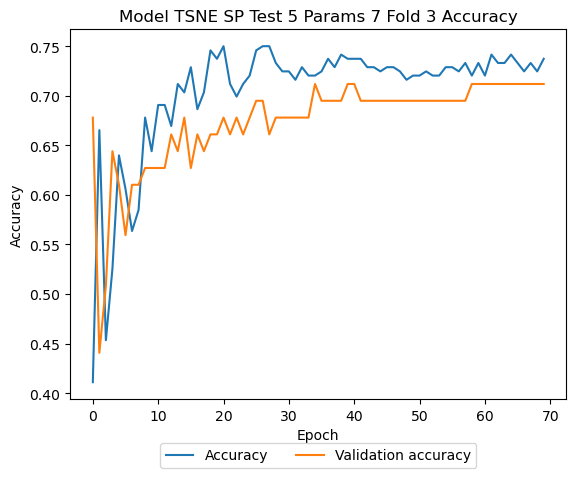 Model TSNE SP Test 5 Params 7 Fold 3 Accuracy
0.75
0.70
0.65
0.60
0.55
0.50
0.45
0.40
Accuracy
0 10 20 30 40 50 60 70
Epoch
Accuracy Validation accuracy